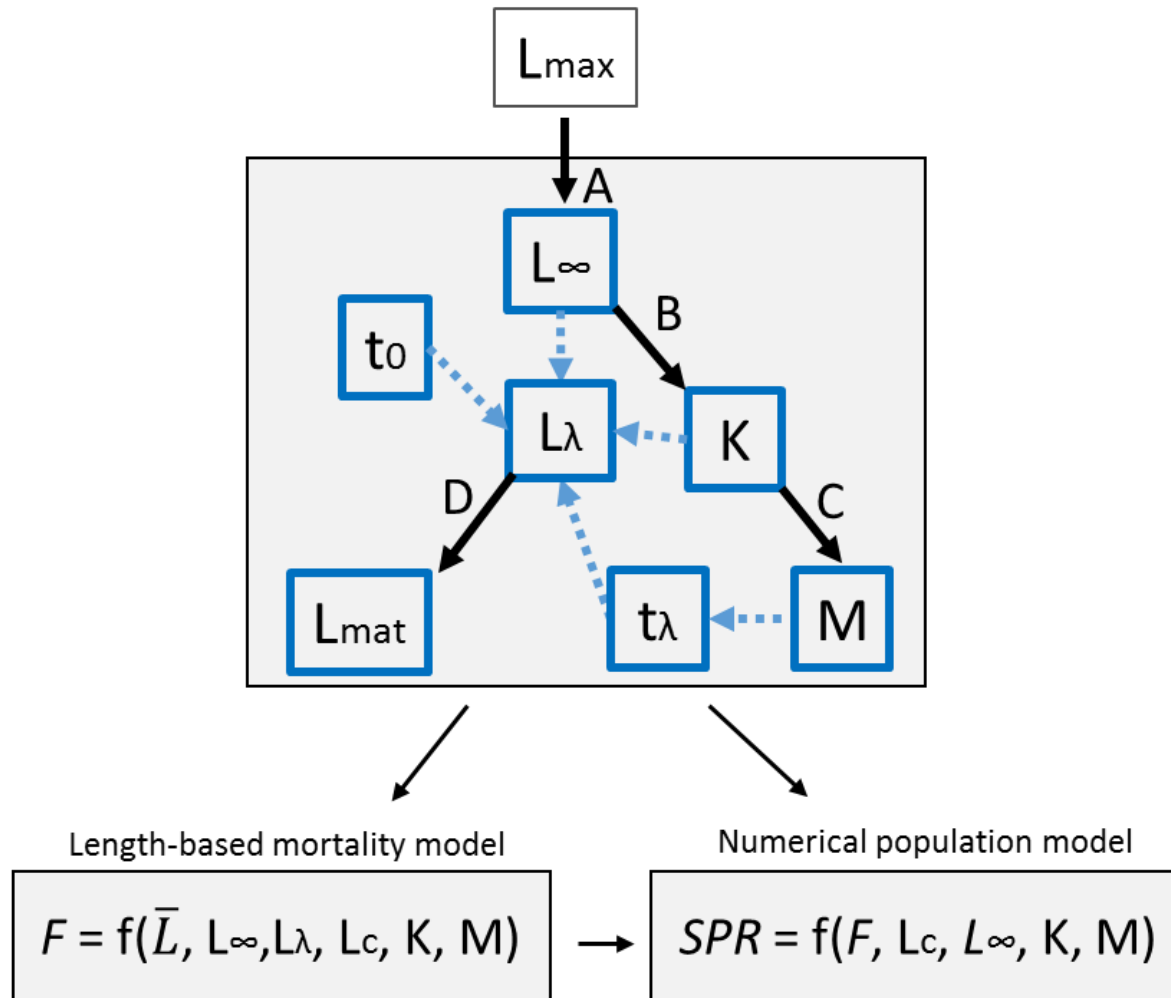 Lmax
A
L∞
B
t0
Lλ
K
D
C
Lmat
tλ
M
Length-based mortality model
Numerical population model
F = f(L̅, L∞,Lλ, Lc, K, M)
SPR = f(F, Lc, L∞, K, M)